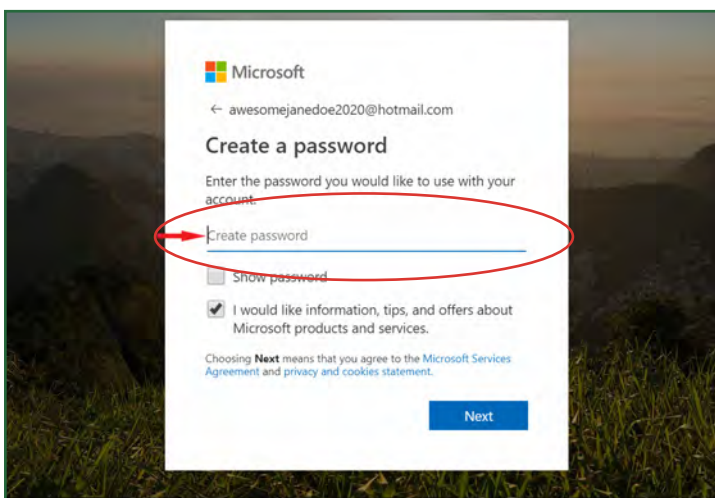 Microsoft
← awesomejanedoe2020@hotmail.com
Create a password
Enter the password you would like to use with your
account.
Create password
Show password
I would like information, tips, and offers about
Microsoft products and services.
Choosing Next means that you agree to the Microsoft Services
Agreement and privacy and cookies statement.
Next